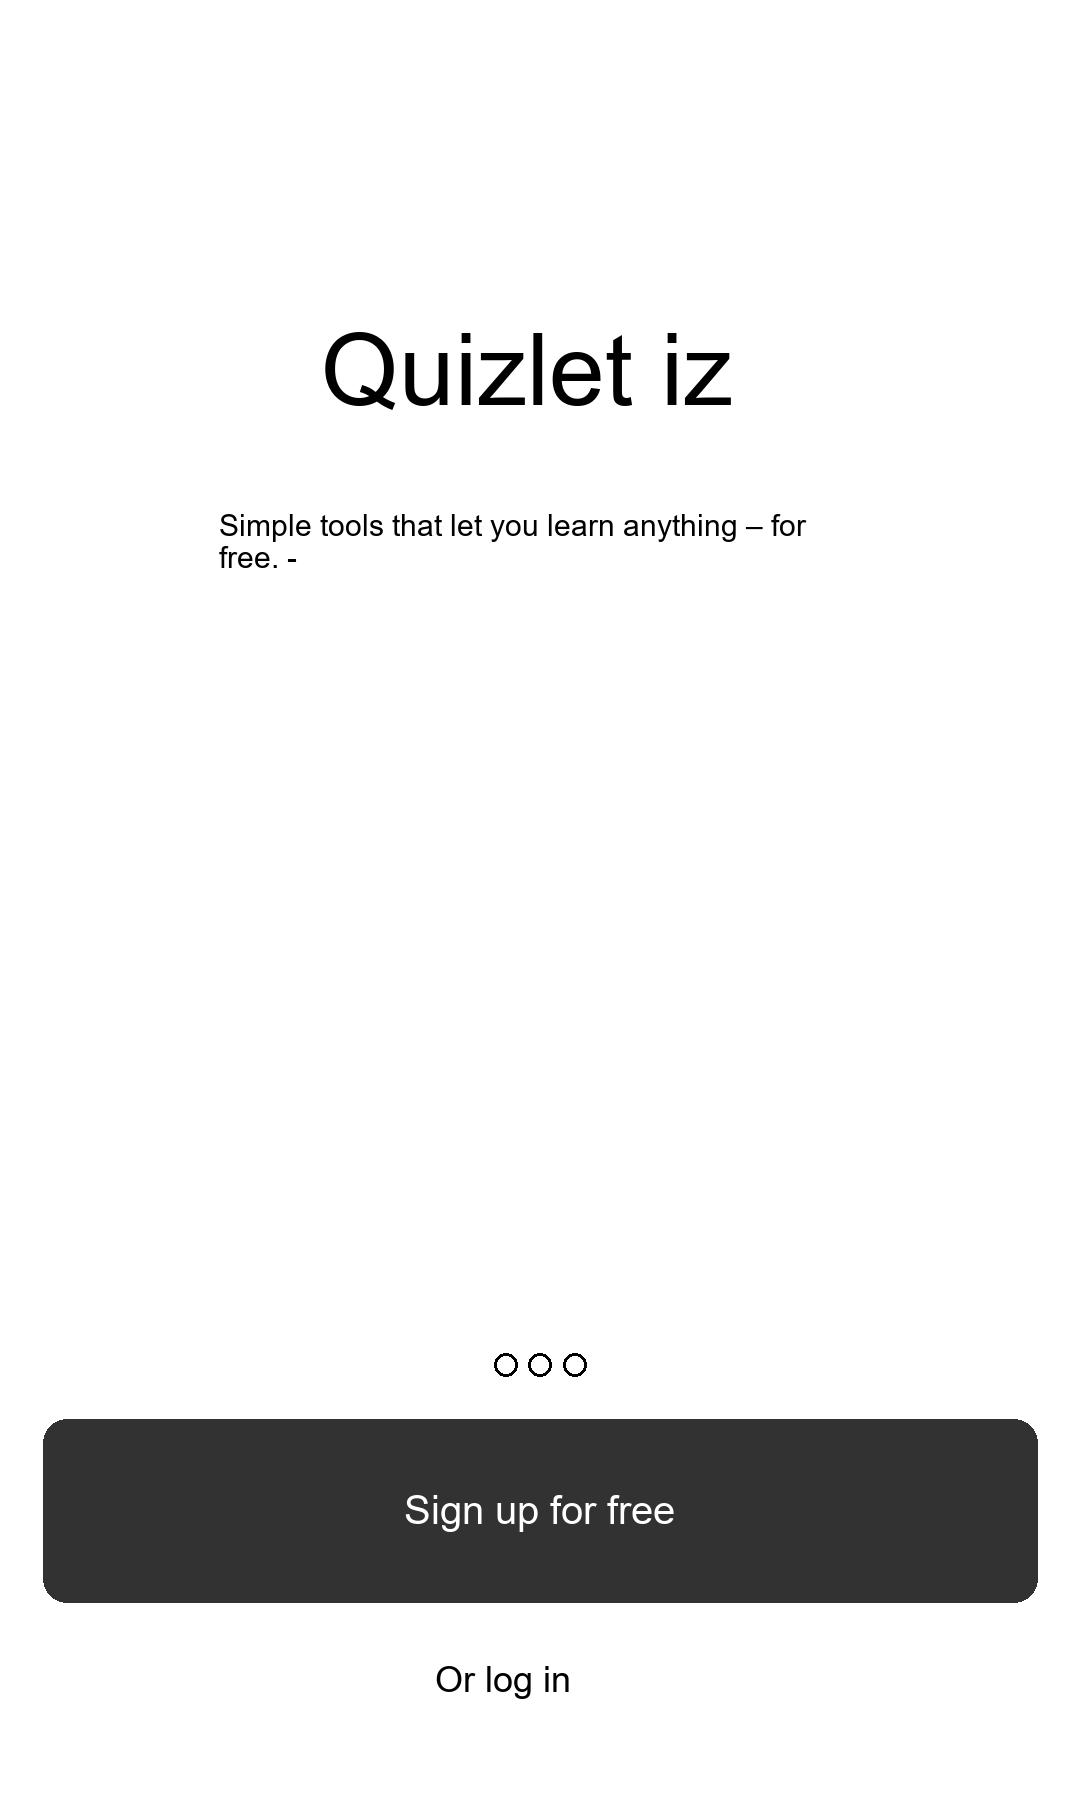 Quizlet iz
Simple tools that let you learn anything – for
free. -
Sign up for free
Or log in